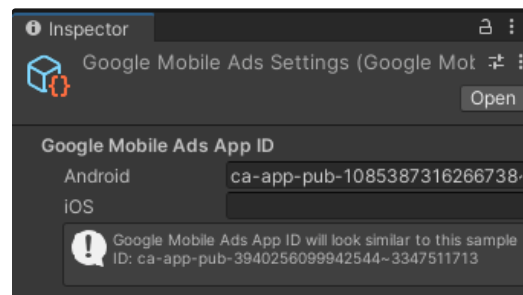 Inspector
Google Mobile Ads Settings (Google Mob
Open
Google Mobile Ads App ID
Android ca-app-pub-1085387316266738~
iOS
Google Mobile Ads App ID will look similar to this sample
ID: ca-app-pub-3940256099942544~3347511713